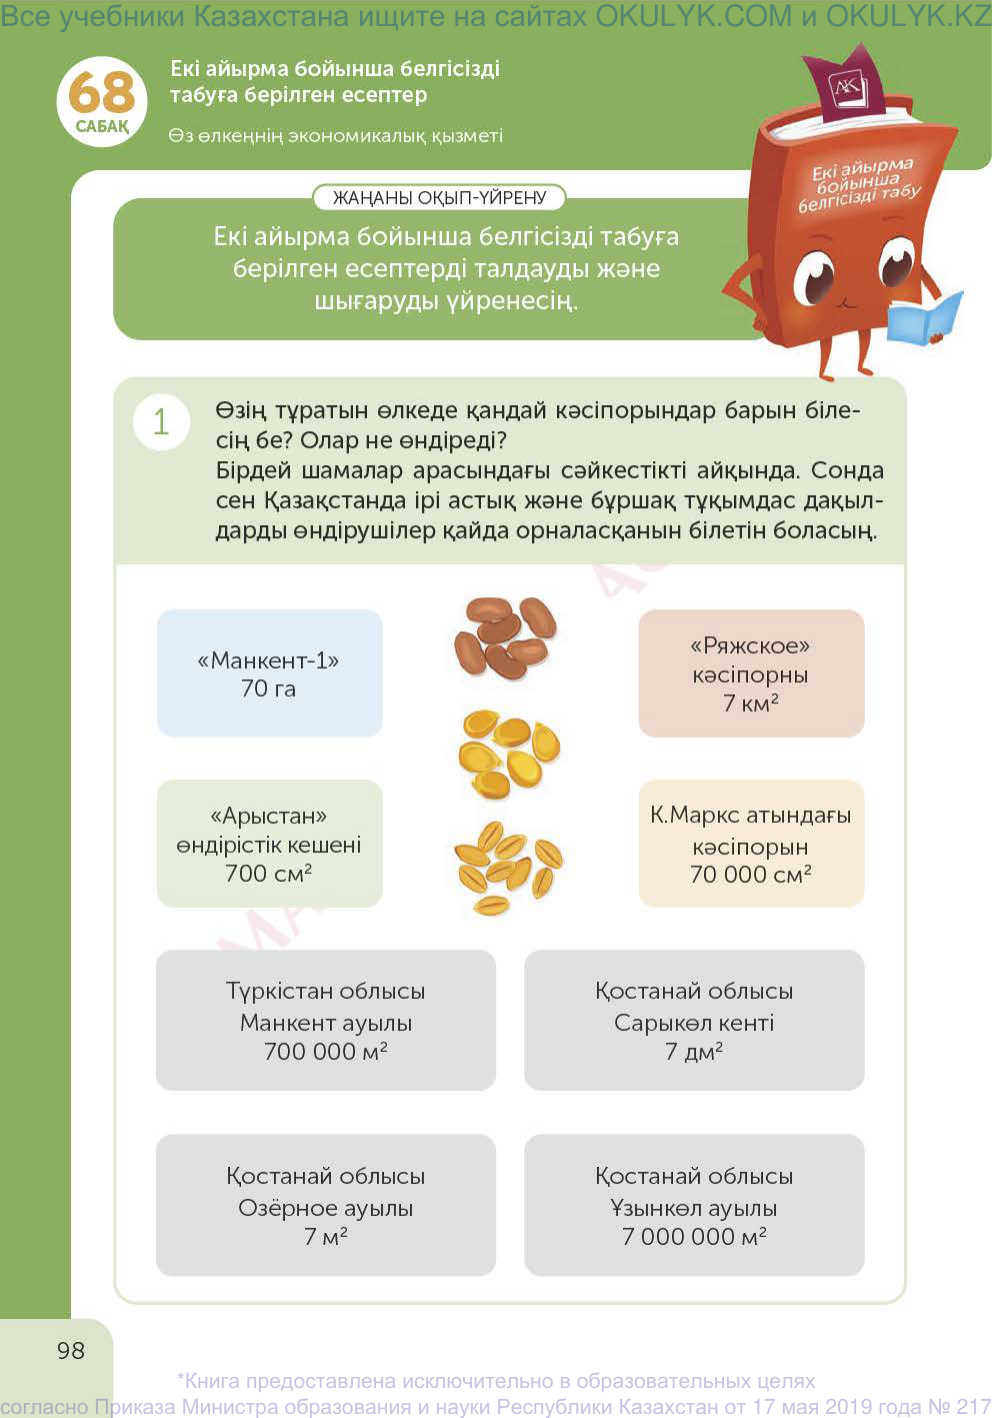 Все учебники Казахстана ищите на сайтах OKULYK.COM и OKULYK.KZ
68
САБАҚ
Екі айырма бойынша белгісізді
табуға берілген есептер
Өз өлкеңнің экономикалық қызметі
АК
Екі айырма
бойынша
белгісізді табу
ЖАҢАНЫ ОҚЫП-ҮЙРЕНУ
Екі айырма бойынша белгісізді табуға
берілген есептерді талдауды және
шығаруды үйренесің.
1
Өзің тұратын өлкеде қандай кәсіпорындар барын біле-
сің бе? Олар не өндіреді?
Бірдей шамалар арасындағы сәйкестікті айқында. Сонда
сен Қазақстанда ірі астық және бұршақ тұқымдас дақыл-
дарды өндірушілер қайда орналасқанын білетін боласың.
«Манкент-1»
70 га
«Ряжское»
кәсіпорны
7 км²
«Арыстан»
өндірістік кешені
700 см²
К.Маркс атындағы
кәсіпорын
70 000 см²
Түркістан облысы
Манкент ауылы
700 000 м²
Қостанай облысы
Сарыкөл кенті
7 дм²
Қостанай облысы
Озёрное ауылы
7 м²
Қостанай облысы
Ұзынкөл ауылы
7 000 000 м²
98
*Книга предоставлена исключительно в образовательных целях
согласно Приказа Министра образования и науки Республики Казахстан от 17 мая 2019 года № 217